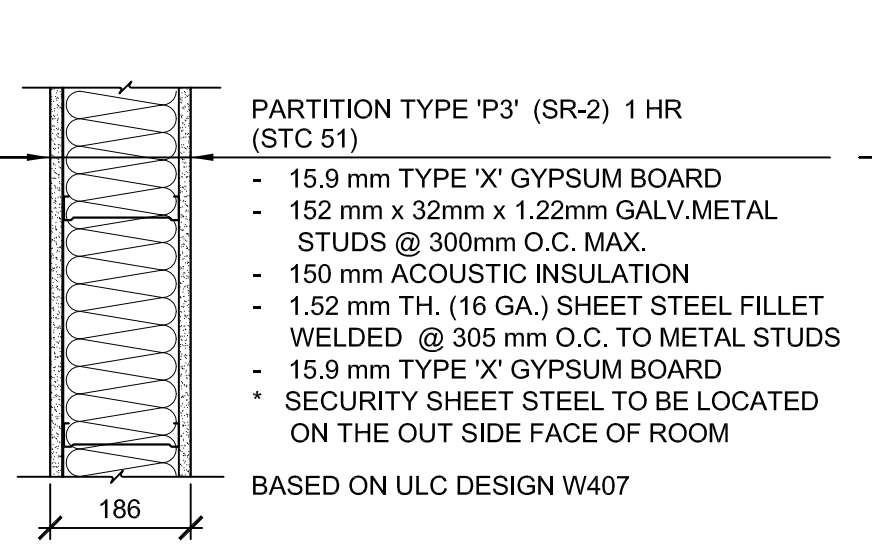 PARTITION TYPE 'P3' (SR-2) 1 HR
(STC 51)
- 15.9 mm TYPE 'X' GYPSUM BOARD
- 152 mm x 32mm x 1.22mm GALV.METAL
STUDS @ 300mm O.C. MAX.
- 150 mm ACOUSTIC INSULATION
- 1.52 mm TH. (16 GA.) SHEET STEEL FILLET
WELDED @ 305 mm O.C. TO METAL STUDS
- 15.9 mm TYPE 'X' GYPSUM BOARD
* SECURITY SHEET STEEL TO BE LOCATED
ON THE OUT SIDE FACE OF ROOM
BASED ON ULC DESIGN W407
186